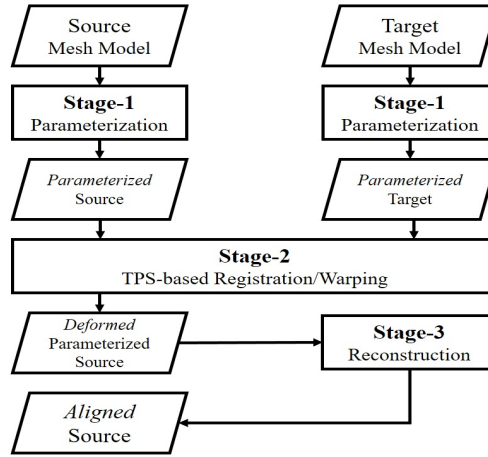 Source
Mesh Model
Target
Mesh Model
Stage-1
Parameterization
Stage-1
Parameterization
Parameterized
Source
Parameterized
Target
Stage-2
TPS-based Registration/Warping
Deformed
Parameterized
Source
Stage-3
Reconstruction
Aligned
Source